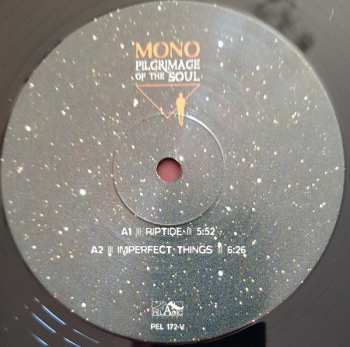 MONO
PILGRIMAGE
OF THE SOUL
A1 ||| RIPTIDE || 5:52
A2 ||| IMPERFECT THINGS || 6:26
PEL 172-V